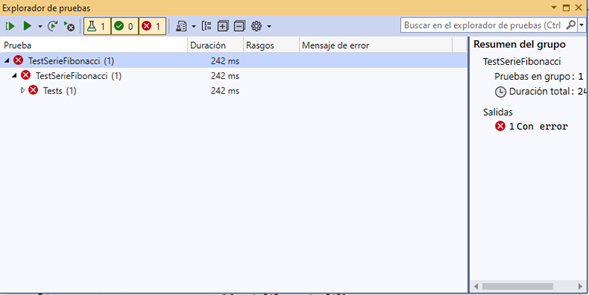 Explorador de pruebas
1 0 1
Buscar en el explorador de pruebas (Ctrl
Prueba Duración Rasgos Mensaje de error
TestSerieFibonacci (1) 242 ms
TestSerieFibonacci (1) 242 ms
Tests (1) 242 ms
Resumen del grupo
TestSerieFibonacci
Pruebas en grupo: 1
Duración total: 24
Salidas
1 Con error